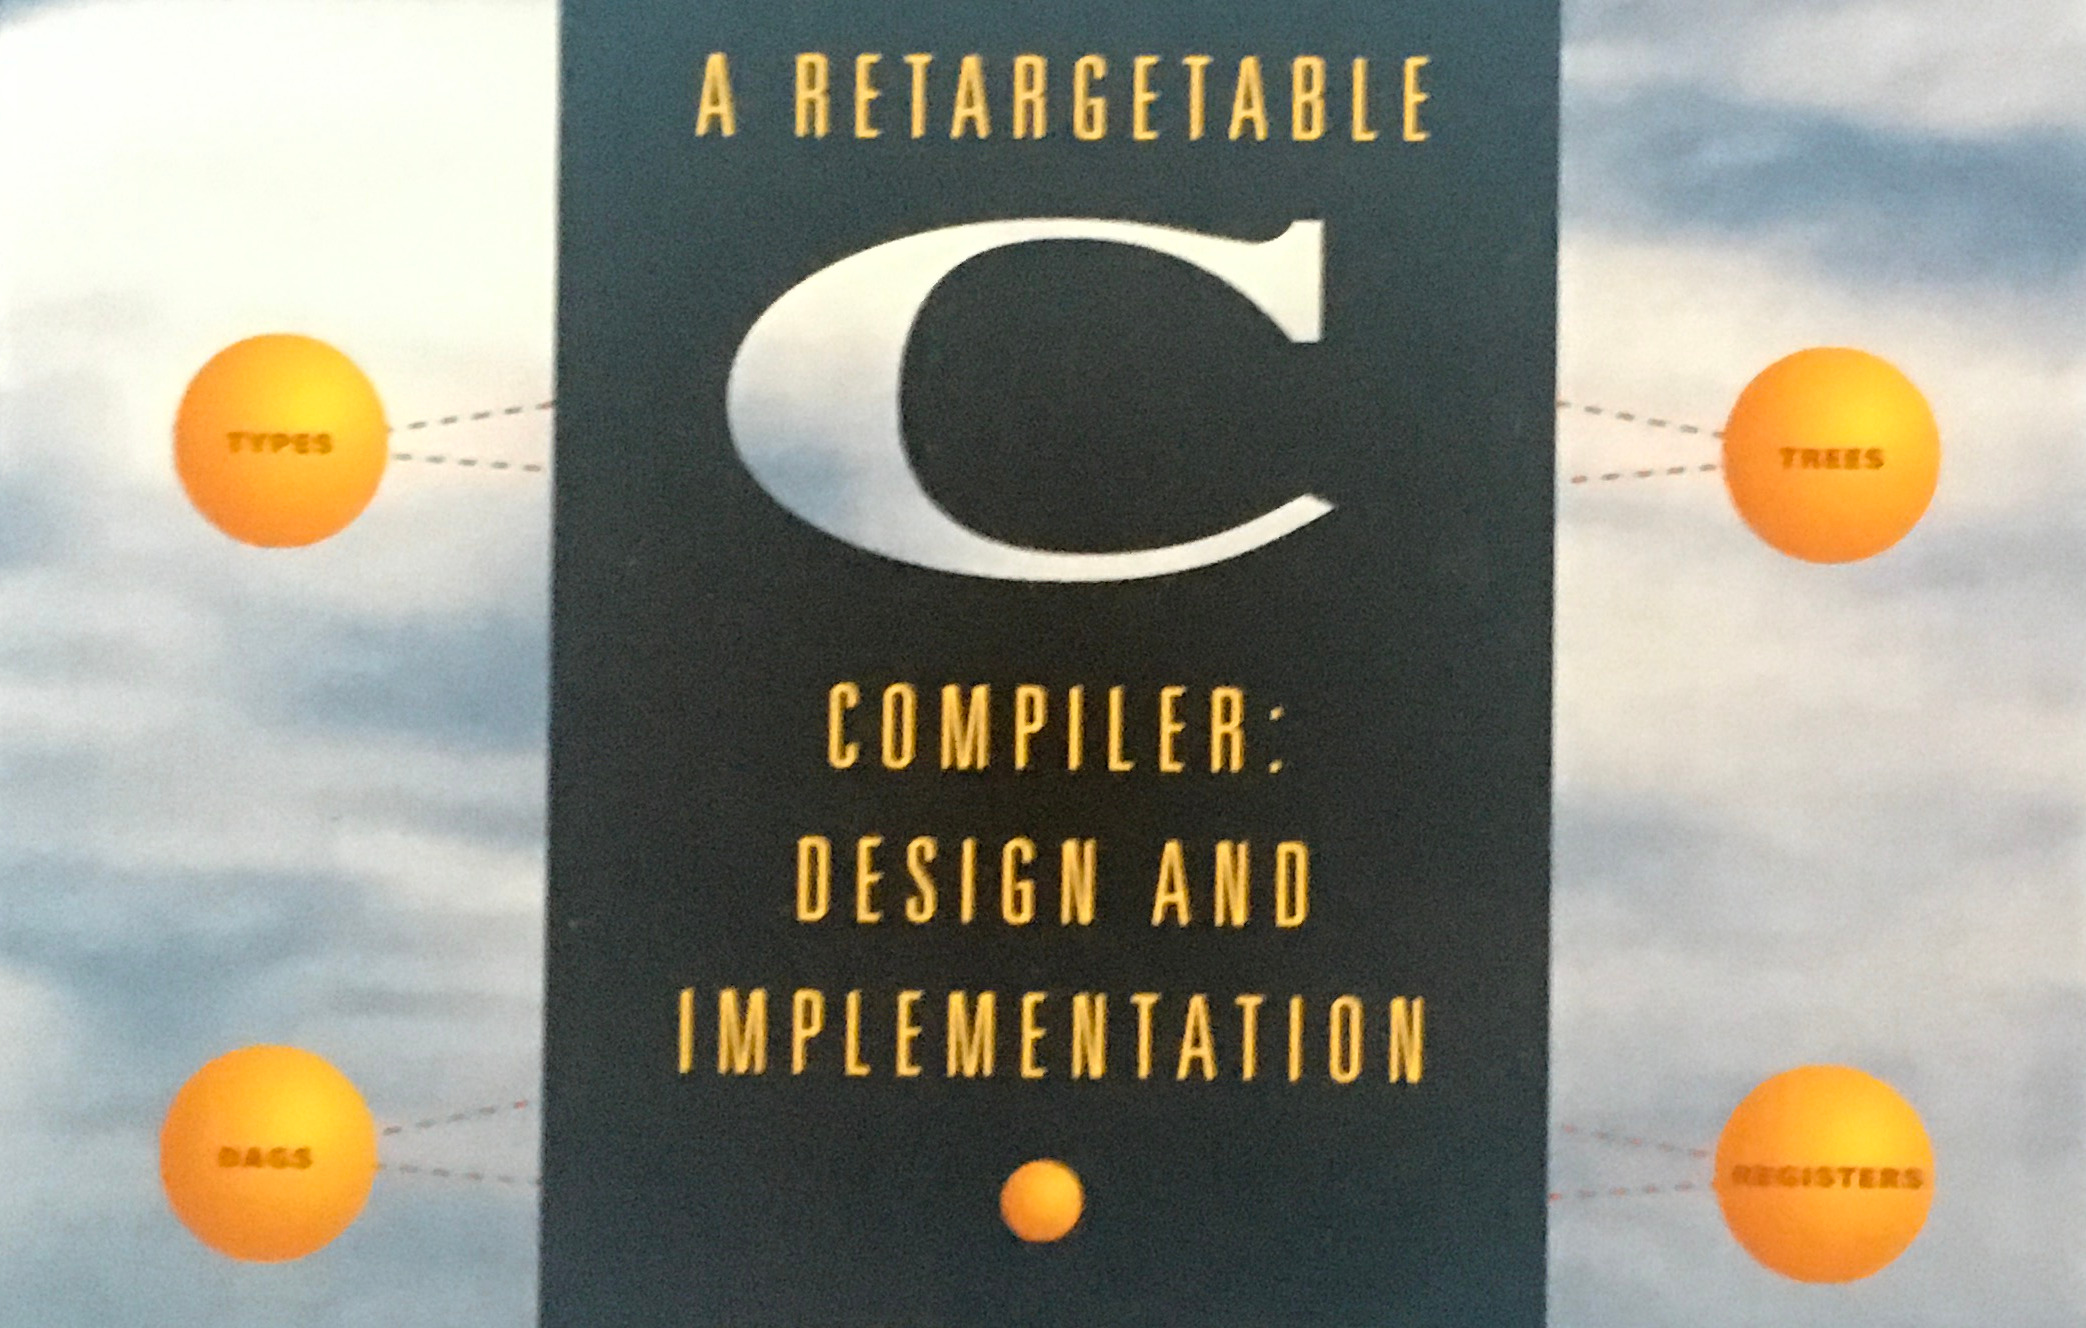 A RETARGETABLE
C
COMPILER:
DESIGN AND
IMPLEMENTATION
TYPES
TREES
DAGS
REGISTERS